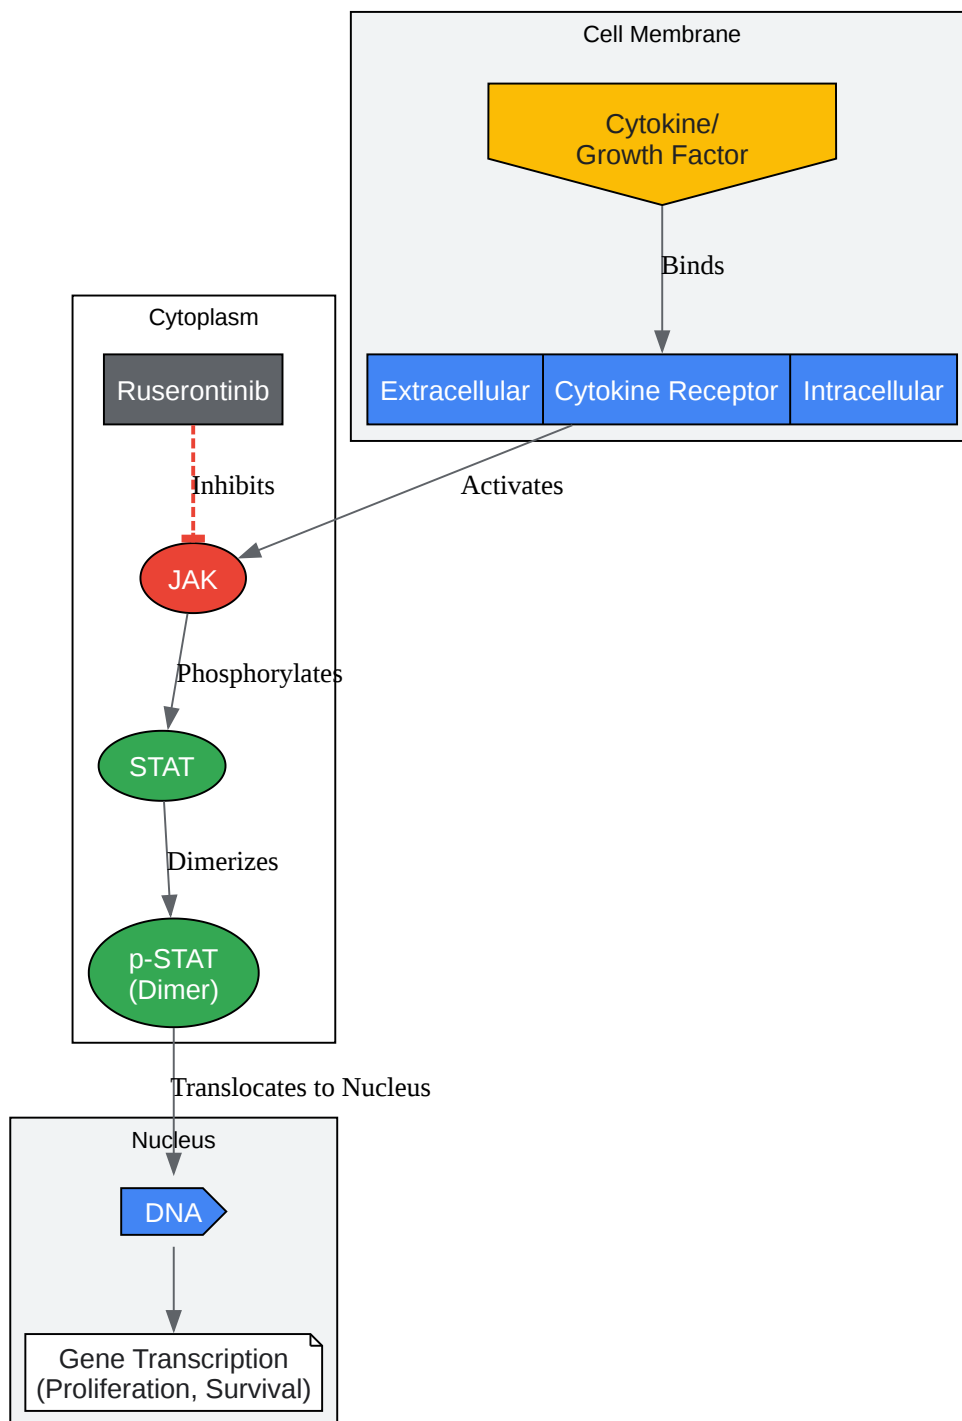 Cell Membrane
Cytokine/
Growth Factor
Binds
Extracellular
Cytokine Receptor
Intracellular
Cytoplasm
Ruserontinib
Inhibits
Activates
JAK
Phosphorylates
STAT
Dimerizes
p-STAT
(Dimer)
Translocates to Nucleus
Nucleus
DNA
Gene Transcription
(Proliferation, Survival)